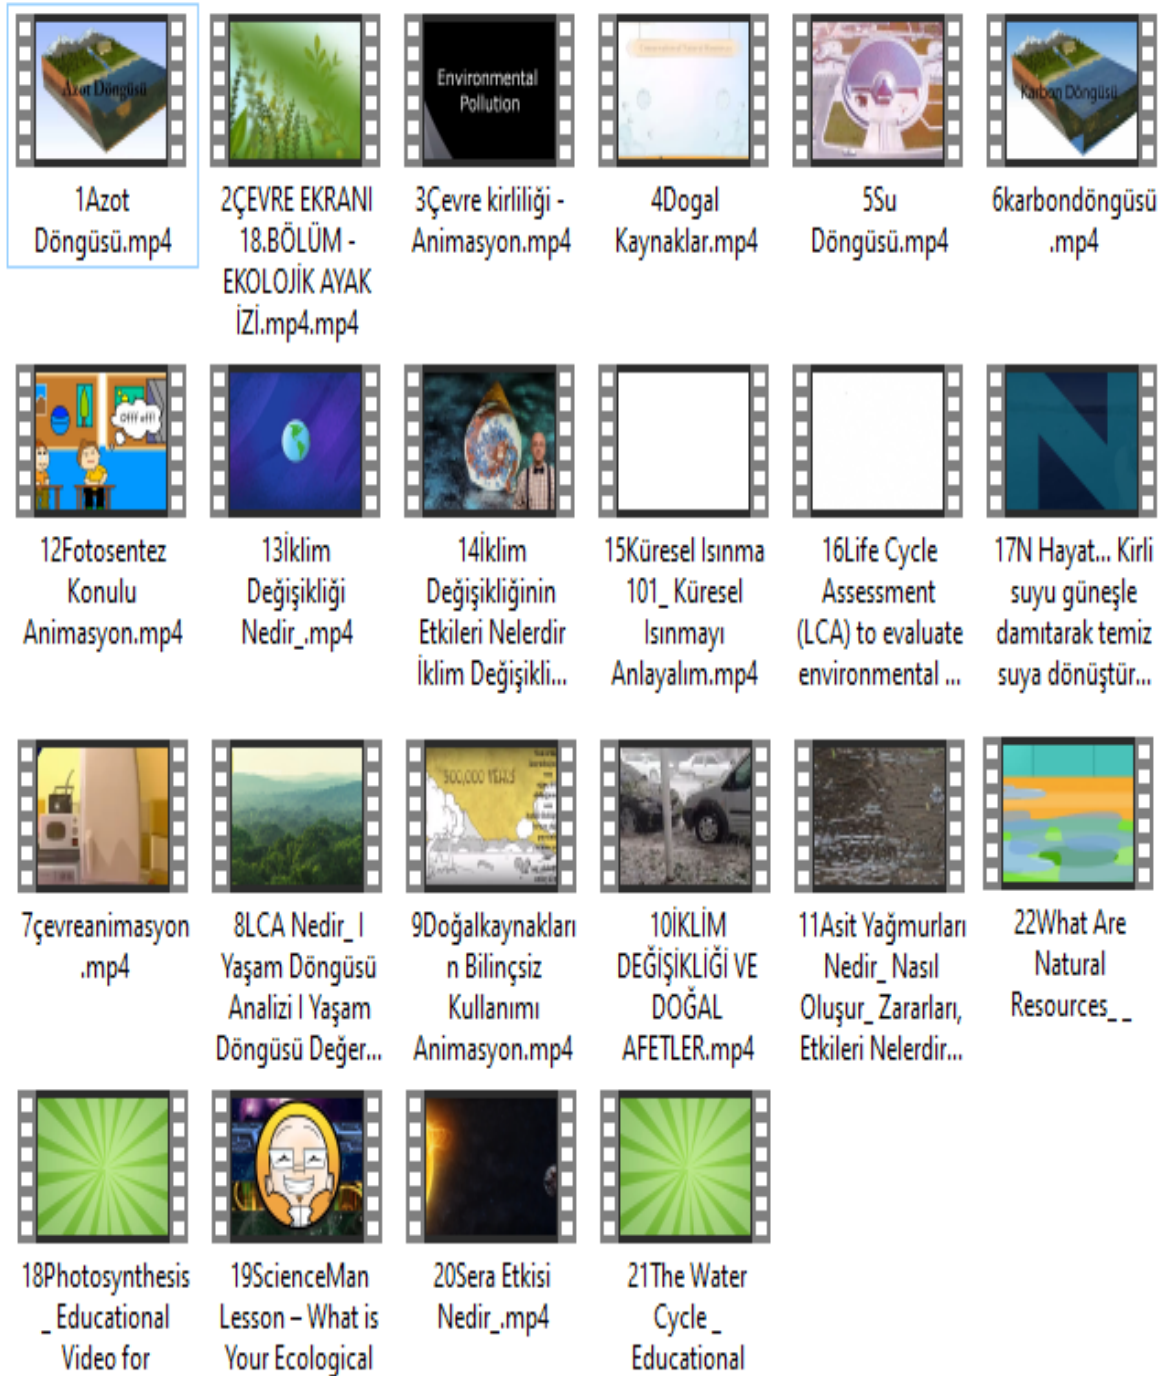 Azot Döngüsü
Environmental
Pollution
Karbon Döngüsü
1Azot
Döngüsü.mp4
2ÇEVRE EKRANI
18.BÖLÜM -
EKOLOJİK AYAK
İZİ.mp4.mp4
3Çevre kirliliği -
Animasyon.mp4
4Dogal
Kaynaklar.mp4
5Su
Döngüsü.mp4
6karbondöngüsü
.mp4
Offf off!
12Fotosentez
Konulu
Animasyon.mp4
13İklim
Değişikliği
Nedir_.mp4
14İklim
Değişikliğinin
Etkileri Nelerdir
İklim Değişikli...
15Küresel Isınma
101_ Küresel
Isınmayı
Anlayalım.mp4
16Life Cycle
Assessment
(LCA) to evaluate
environmental ...
17N Hayat... Kirli
suyu güneşle
damıtarak temiz
suya dönüştür...
500,000 YEHLS
7çevreanimasyon
.mp4
8LCA Nedir_ I
Yaşam Döngüsü
Analizi I Yaşam
Döngüsü Değer...
9Doğalkaynakları
n Bilinçsiz
Kullanımı
Animasyon.mp4
10İKLİM
DEĞİŞİKLİĞİ VE
DOĞAL
AFETLER.mp4
11Asit Yağmurları
Nedir_ Nasıl
Oluşur_ Zararları,
Etkileri Nelerdir...
22What Are
Natural
Resources_ _
18Photosynthesis
_ Educational
Video for
19ScienceMan
Lesson – What is
Your Ecological
20Sera Etkisi
Nedir_.mp4
21The Water
Cycle _
Educational